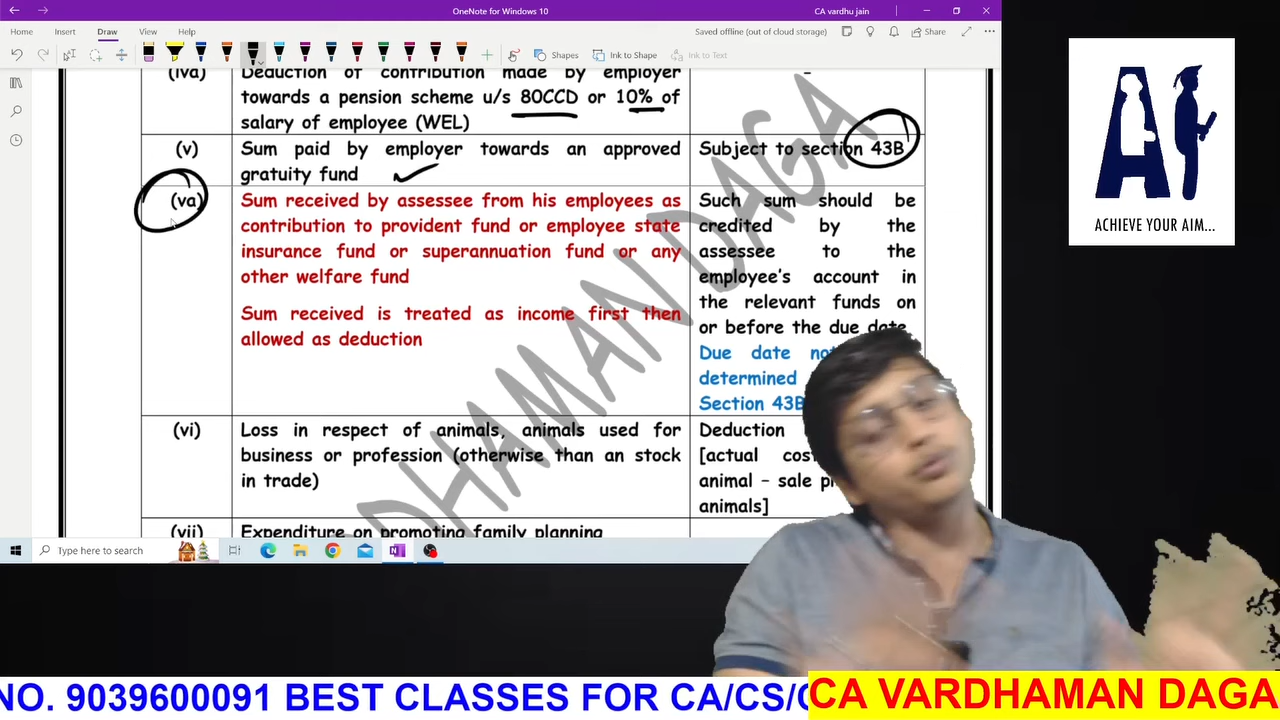 OneNote for Windows 10
CA vardhu jain
Home Insert Draw View Help
Saved offline (out of cloud storage)
Share
Shapes
Ink to Shape
Ink to Text
(iva) Deduction of contribution made by employer -
towards a pension scheme u/s 80CCD or 10% of
salary of employee (WEL)
(v) Sum paid by employer towards an approved Subject to section 43B
gratuity fund
(va) Sum received by assessee from his employees as Such sum should be
contribution to provident fund or employee state credited by the
insurance fund or superannuation fund or any assessee to the
other welfare fund employee's account in
the relevant funds on
Sum received is treated as income first then or before the due date
allowed as deduction Due date
determined
Section 43B
(vi) Loss in respect of animals, animals used for Deduction
business or profession (otherwise than an stock [actual
in trade) animal – sale
animals]
(vii) Expenditure on promoting family planning
DHAMAN DAGA
Type here to search
ACHIEVE YOUR AIM...
NO. 9039600091 BEST CLASSES FOR CA/CS/
CA VARDHAMAN DAGA